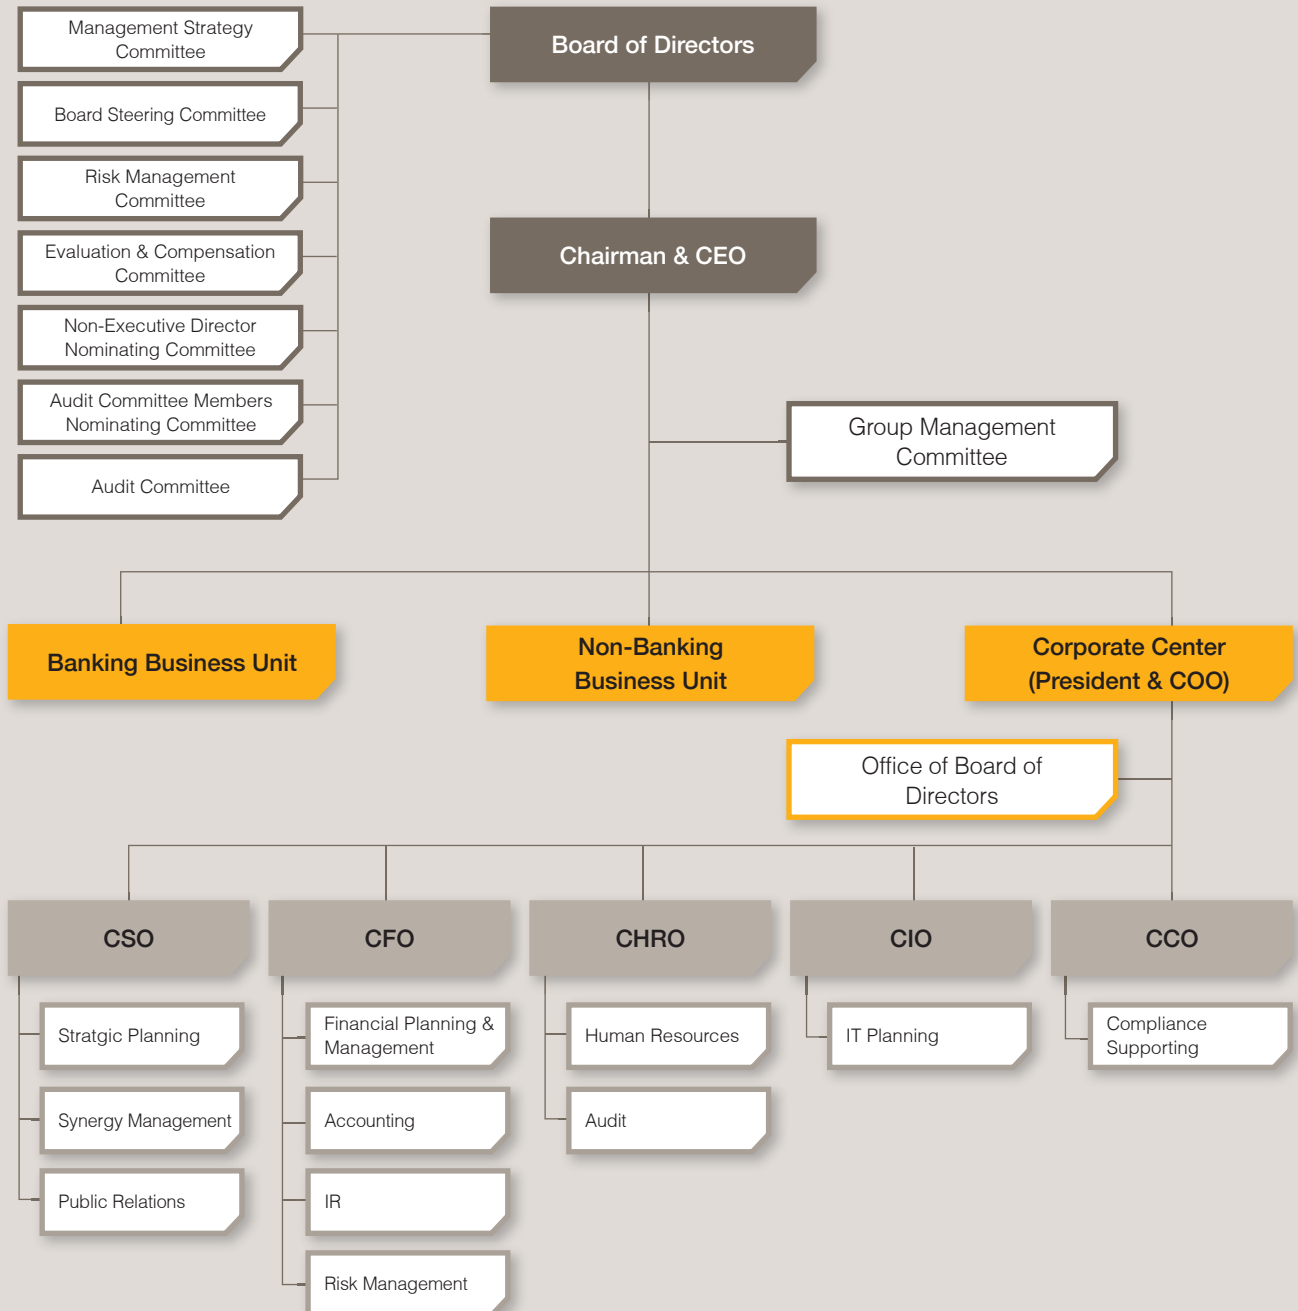 Management Strategy
Committee
Board Steering Committee
Risk Management
Committee
Evaluation & Compensation
Committee
Non-Executive Director
Nominating Committee
Audit Committee Members
Nominating Committee
Audit Committee
Board of Directors
Chairman & CEO
Group Management
Committee
Banking Business Unit
Non-Banking
Business Unit
Corporate Center
(President & COO)
Office of Board of
Directors
CSO
Stratgic Planning
Synergy Management
Public Relations
CFO
Financial Planning &
Management
Accounting
IR
Risk Management
CHRO
Human Resources
Audit
CIO
IT Planning
CCO
Compliance
Supporting